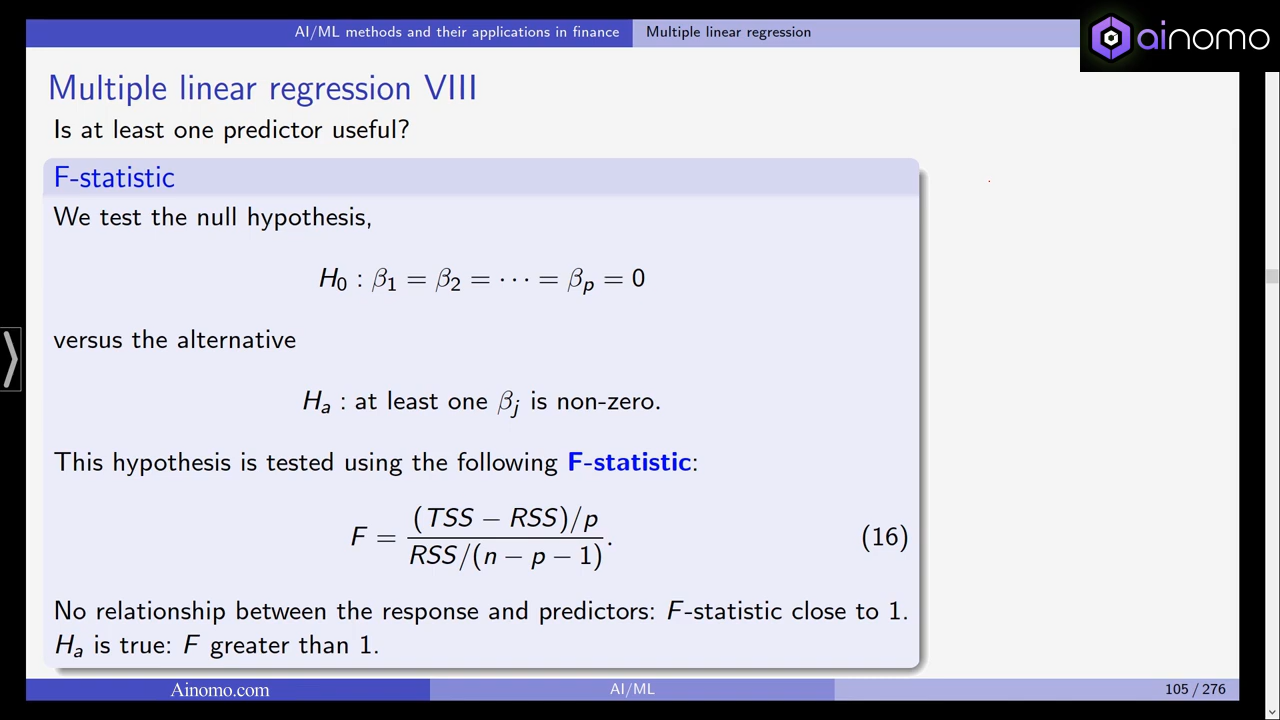 AI/ML methods and their applications in finance Multiple linear regression
ainomo
Multiple linear regression VIII
Is at least one predictor useful?
F-statistic
We test the null hypothesis,
H₀ : β₁ = β₂ = ⋯ = βₚ = 0
versus the alternative
Hₐ : at least one βⱼ is non-zero.
This hypothesis is tested using the following F-statistic:
F = (TSS − RSS)/p / RSS/(n − p − 1). (16)
No relationship between the response and predictors: F-statistic close to 1.
Hₐ is true: F greater than 1.
Ainomo.com AI/ML 105 / 276